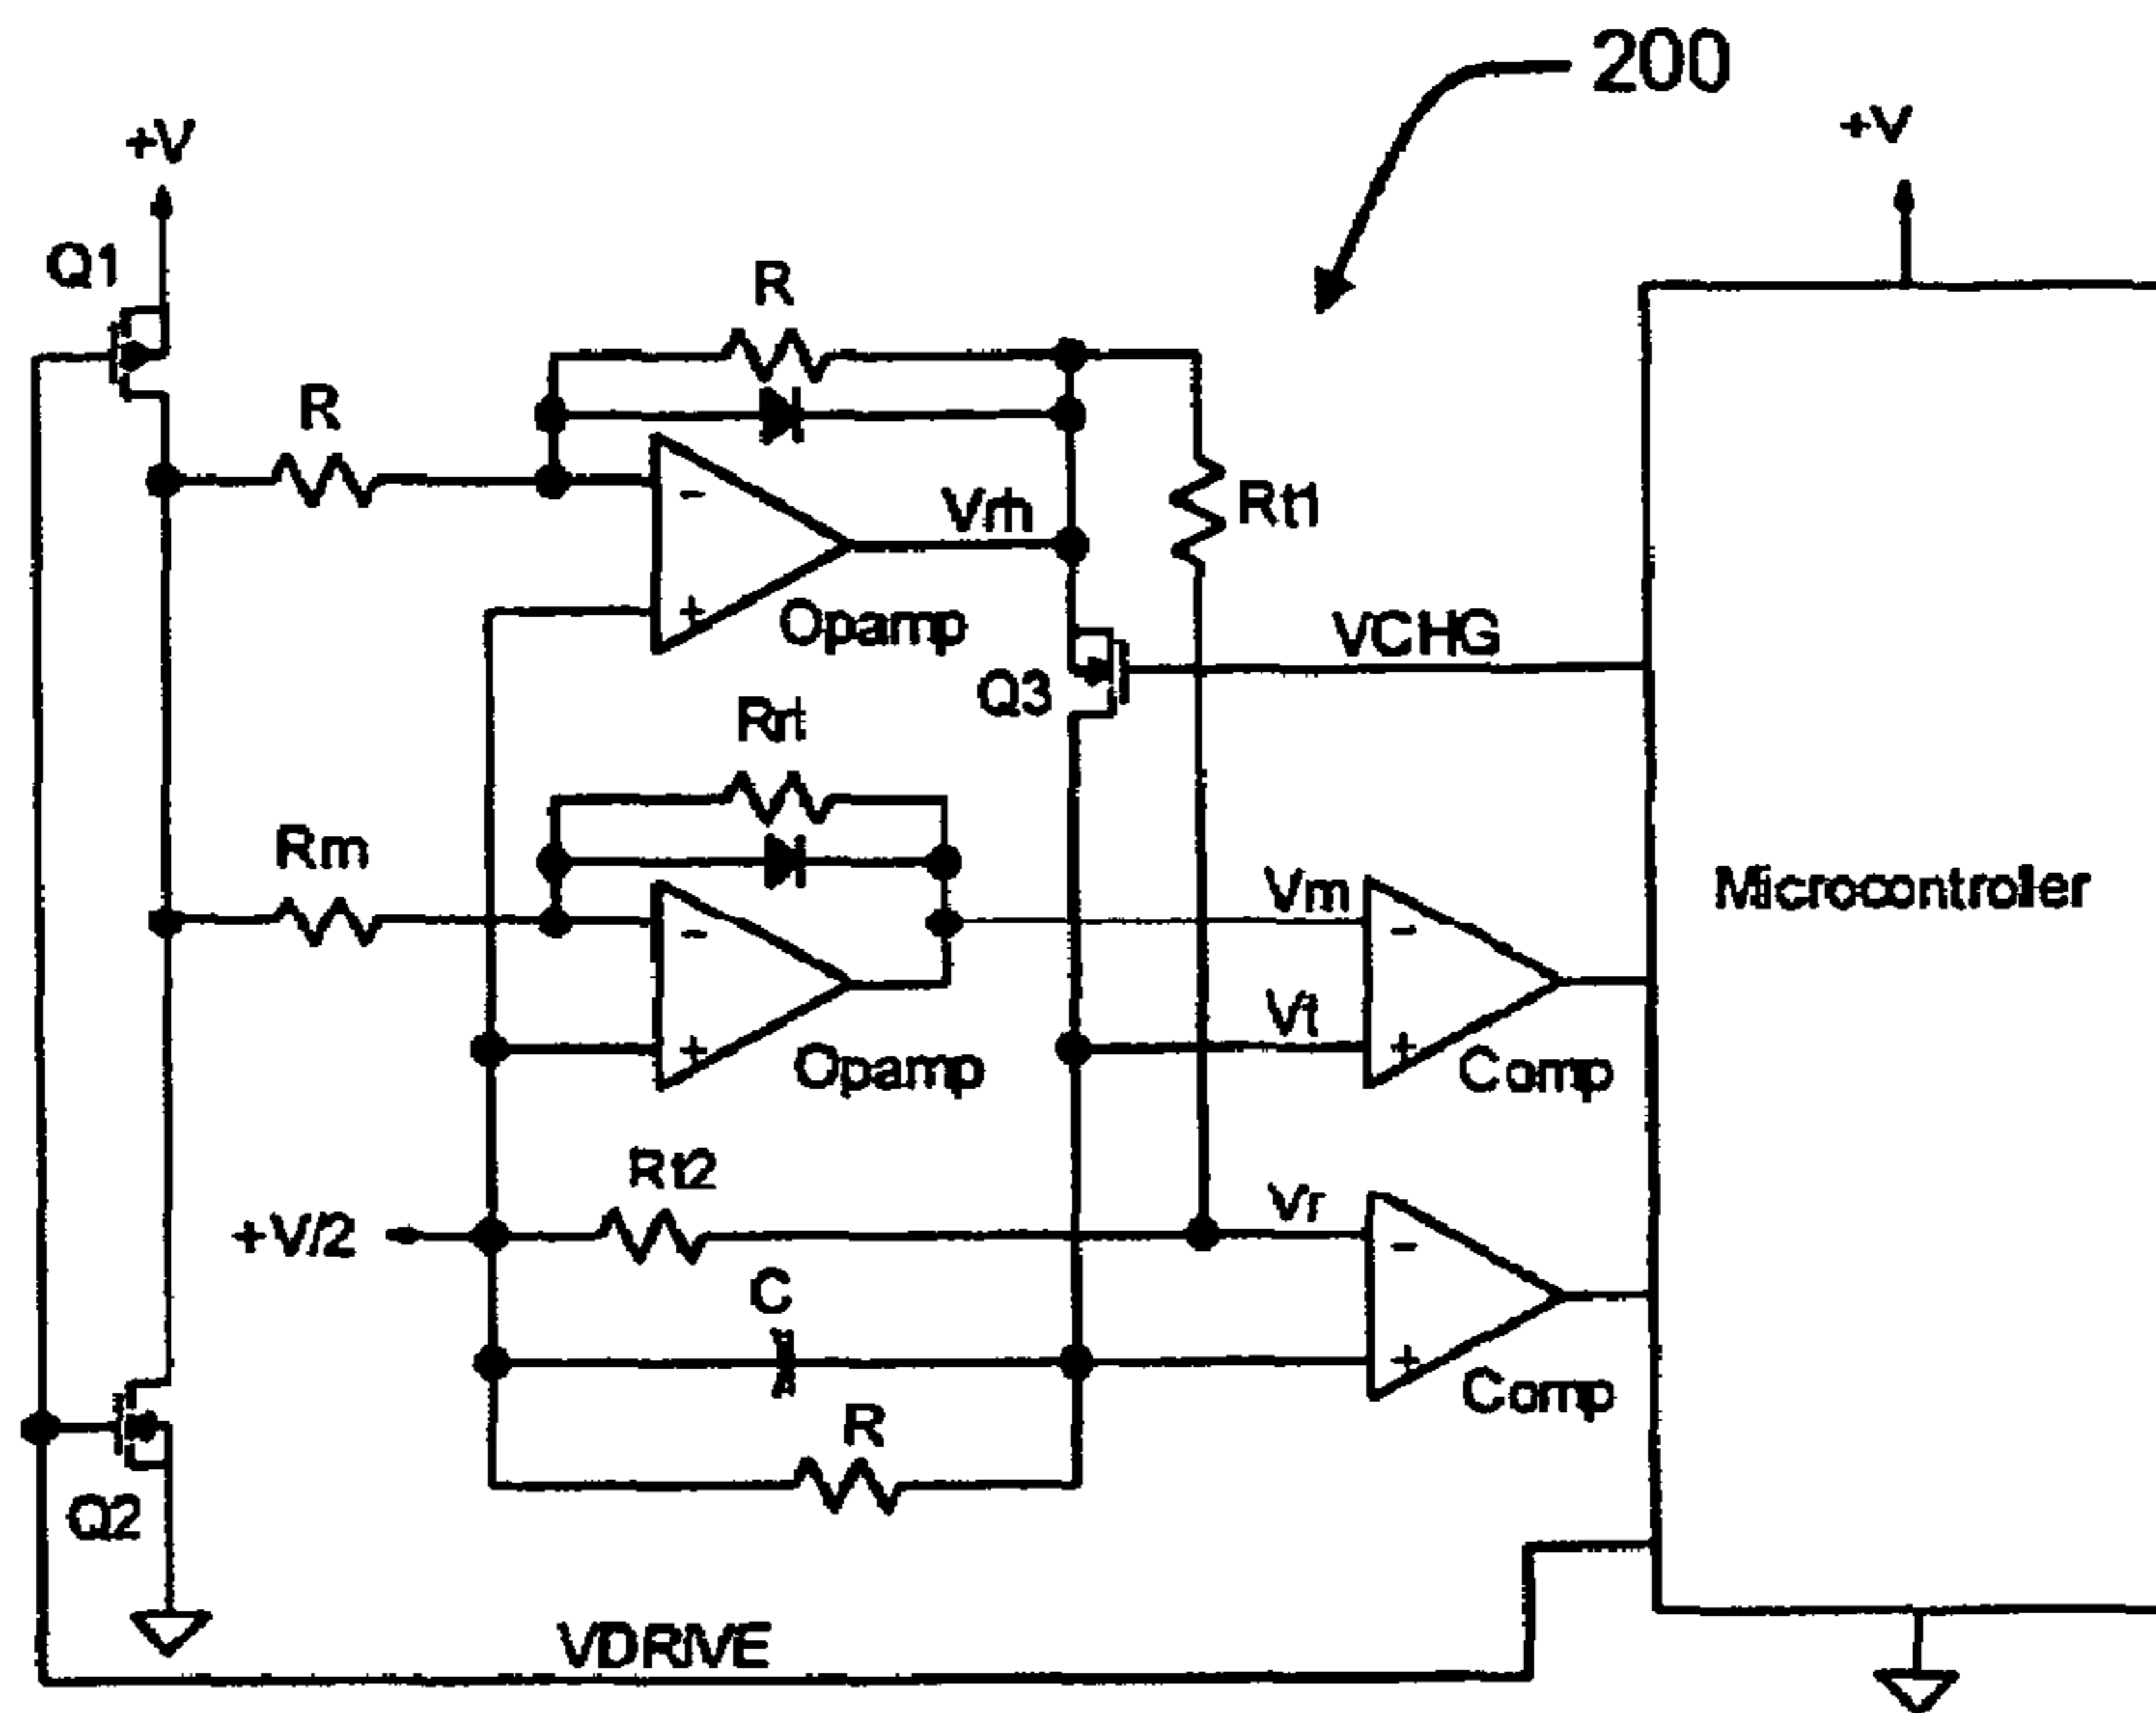 200
+V
+V
Q1
R
R
Vrh
Rt1
Opamp
VCHG
Q3
Rrt
Rm
Vm
Microcontroller
Vt
Opamp
Comp
Rt2
Vr
+V/2
C
Comp
R
Q2
VDRIVE